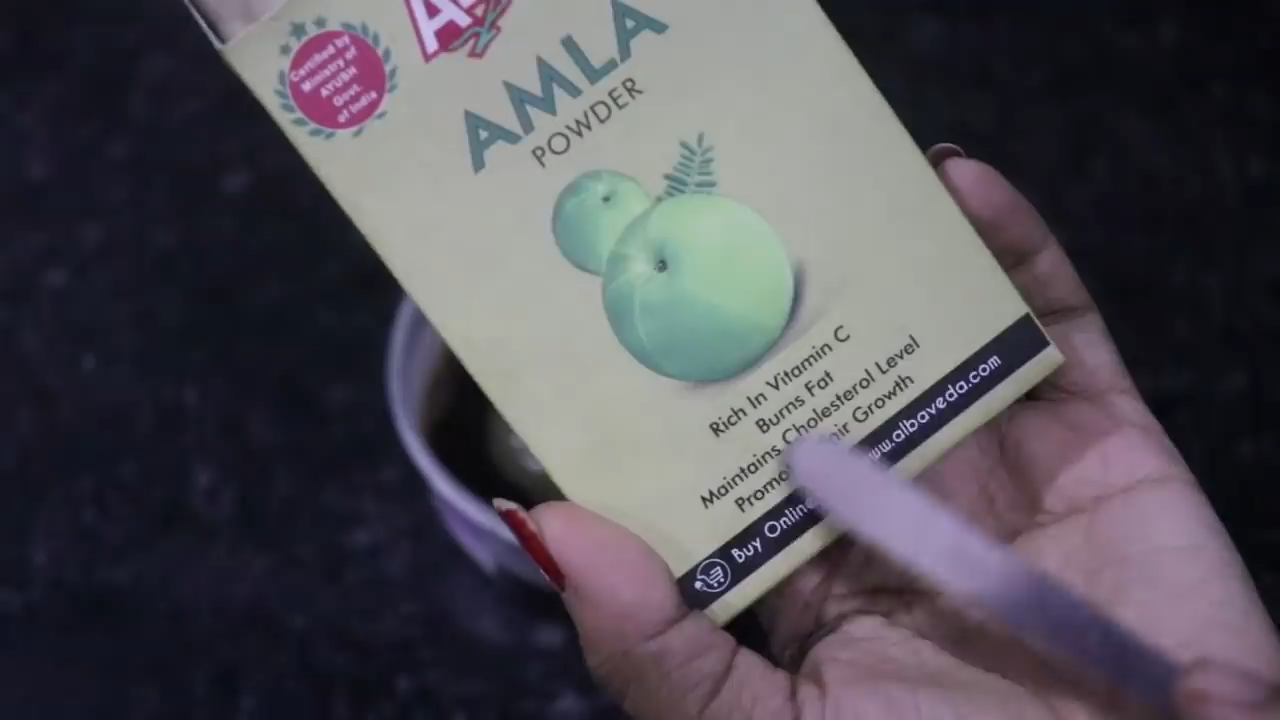 Certified by
Ministry of
AYUSH
Govt.
of India
AMLA
POWDER
Rich In Vitamin C
Burns Fat
Maintains Cholesterol Level
Growth
Buy Online
www.albaveda.com